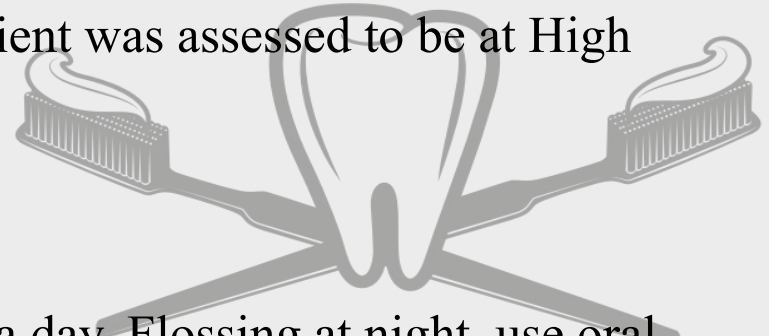 ient was assessed to be at High
a day. Flossing at night, use oral